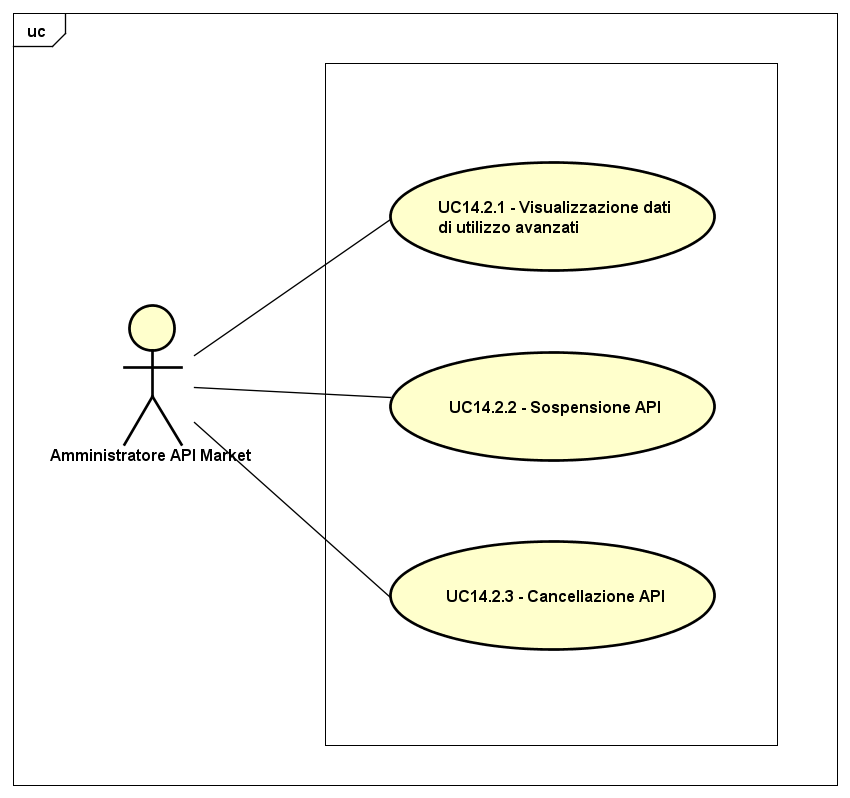 uc
UC14.2.1 - Visualizzazione dati
di utilizzo avanzati
UC14.2.2 - Sospensione API
Amministratore API Market
UC14.2.3 - Cancellazione API